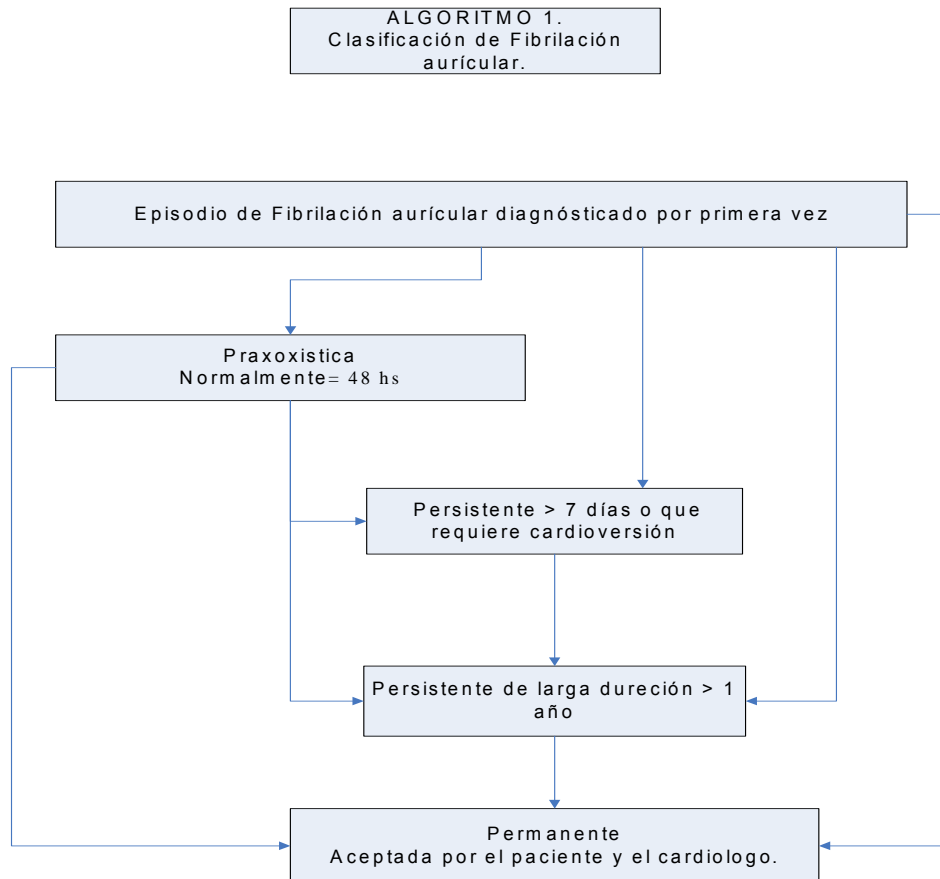 ALGORITMO 1.
Clasificación de Fibrilación
aurícular.
Episodio de Fibrilación aurícular diagnósticado por primera vez
Praxoxistica
Normalmente= 48 hs
Persistente > 7 días o que
requiere cardioversión
Persistente de larga dureción > 1
año
Permanente
Aceptada por el paciente y el cardiologo.